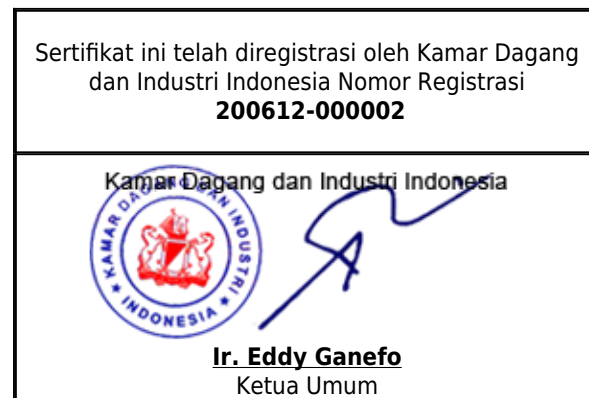 Sertifikat ini telah diregistrasi oleh Kamar Dagang
dan Industri Indonesia Nomor Registrasi
200612-000002
Kamar Dagang dan Industri Indonesia
KAMAR DAGANG DAN INDUSTRI
INDONESIA
Ir. Eddy Ganefo
Ketua Umum